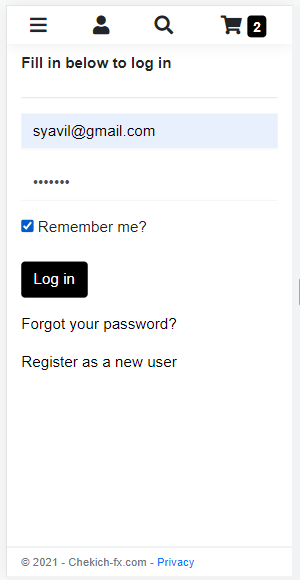 2
Fill in below to log in
syavil@gmail.com
•••••••
Remember me?
Log in
Forgot your password?
Register as a new user
© 2021 - Chekich-fx.com - Privacy